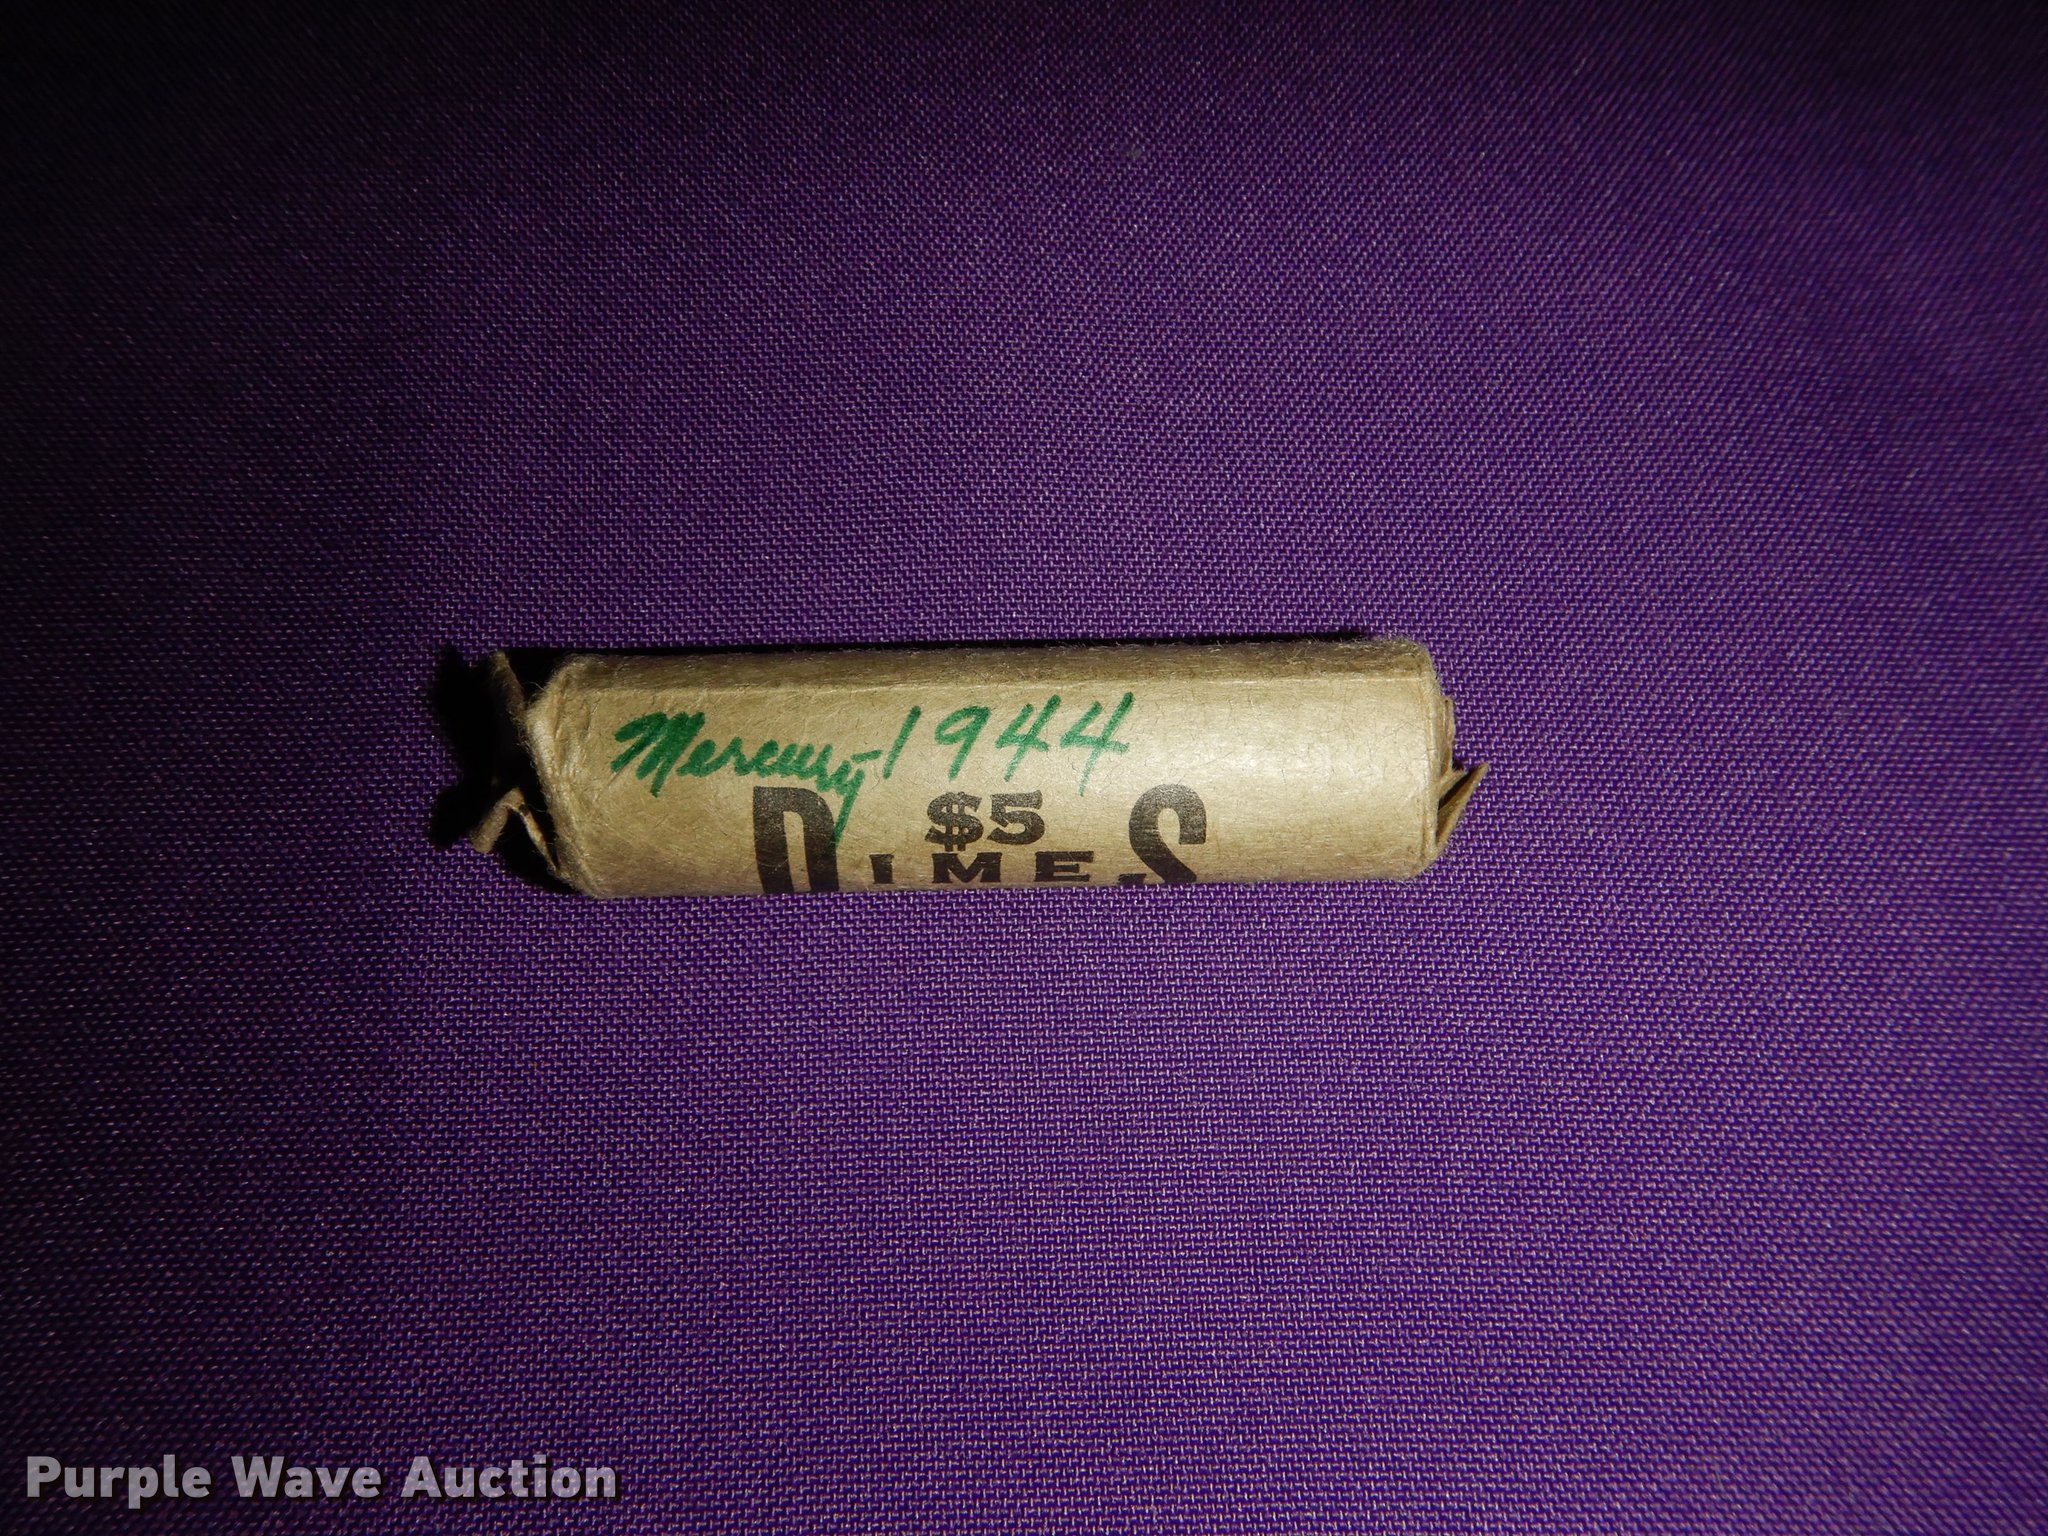 Mercury-1944
$5
DIMES
Purple Wave Auction